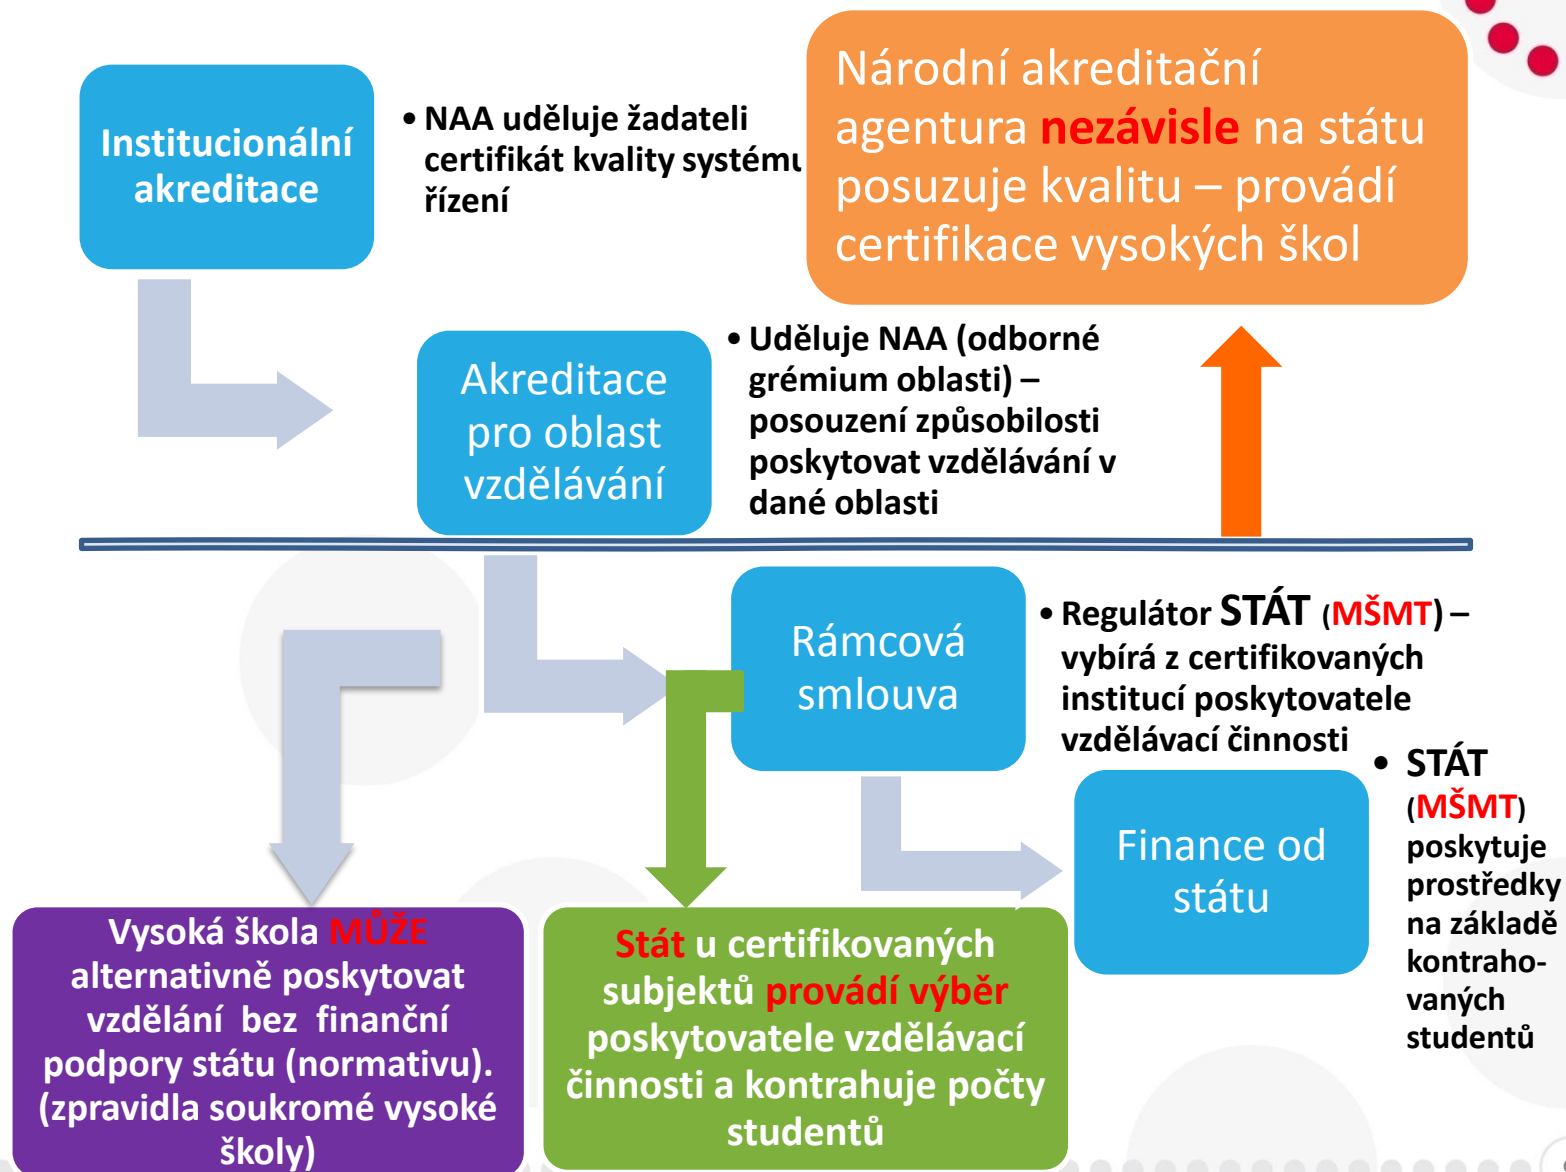 Institucionální
akreditace
• NAA uděluje žadateli
certifikát kvality systému
řízení
Národní akreditační
agentura nezávisle na státu
posuzuje kvalitu – provádí
certifikace vysokých škol
Akreditace
pro oblast
vzdělávání
• Uděluje NAA (odborné
grémium oblasti) –
posouzení způsobilosti
poskytovat vzdělávání v
dané oblasti
Rámcová
smlouva
• Regulátor STÁT (MŠMT) –
vybírá z certifikovaných
institucí poskytovatele
vzdělávací činnosti
Finance od
státu
• STÁT
(MŠMT)
poskytuje
prostředky
na základě
kontraho-
vaných
studentů
Vysoká škola MŮŽE
alternativně poskytovat
vzdělání bez finanční
podpory státu (normativu).
(zpravidla soukromé vysoké
školy)
Stát u certifikovaných
subjektů provádí výběr
poskytovatele vzdělávací
činnosti a kontrahuje počty
studentů